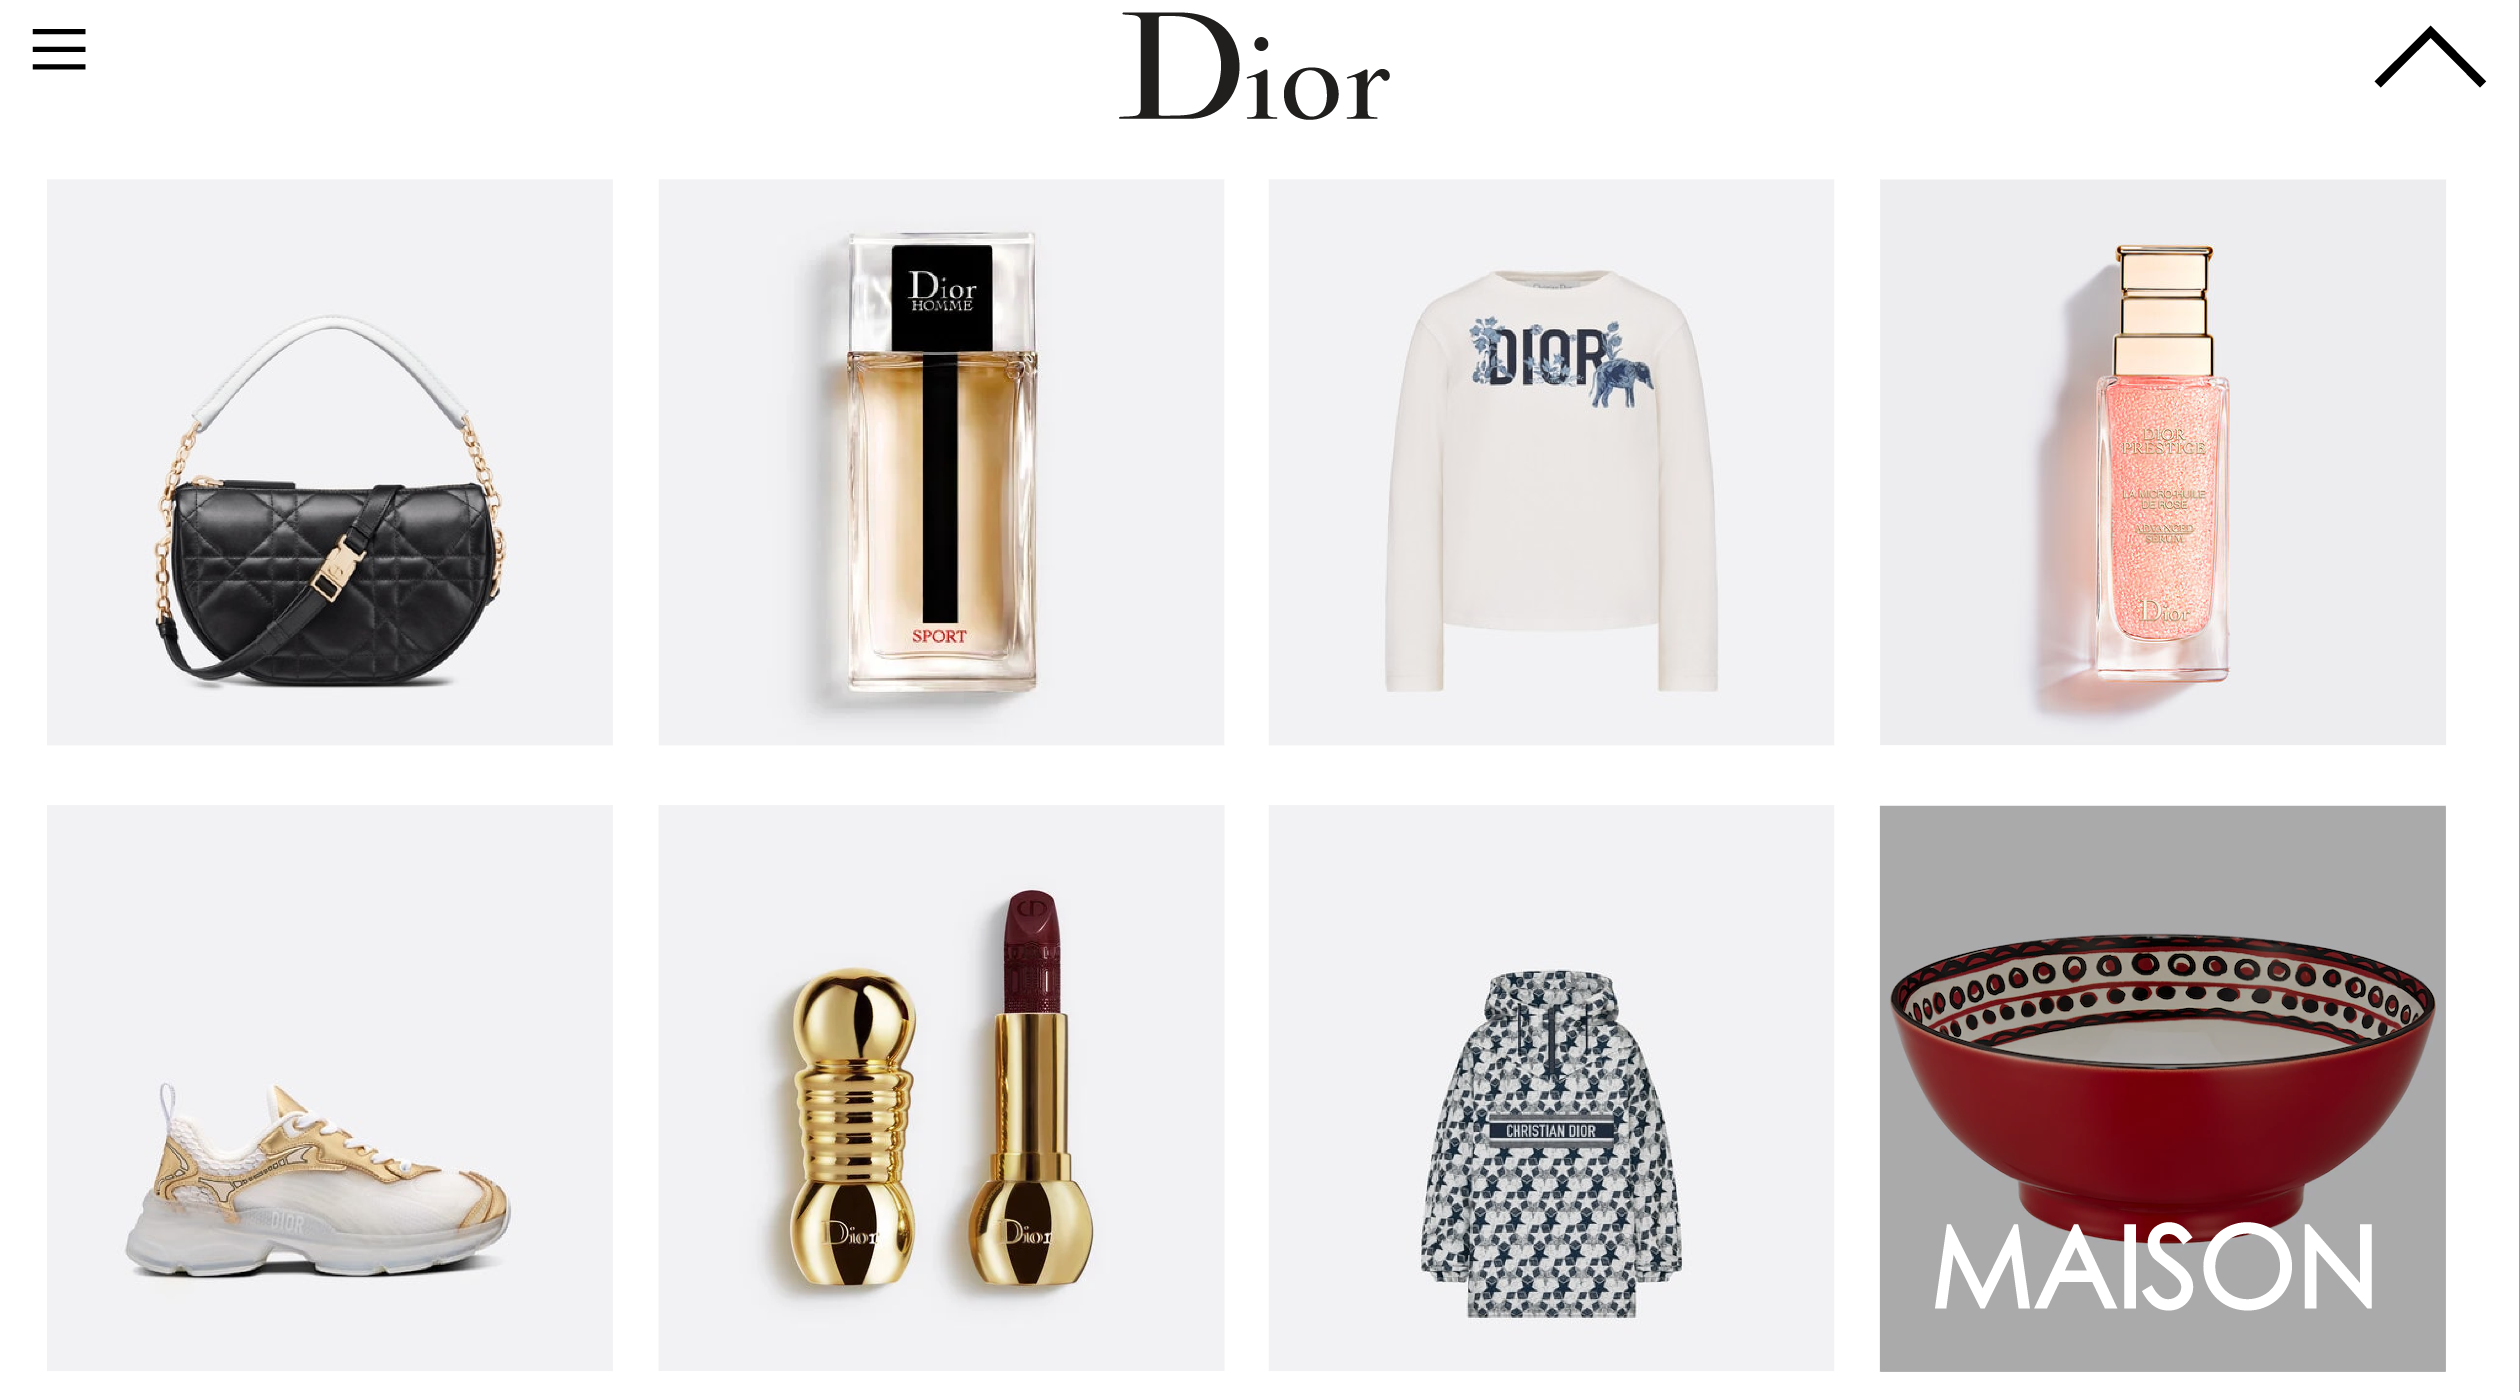 Dior
Dior
HOMME
SPORT
DIOR
DIOR
PRESTIGE
LA MICRO-HUILE
DE ROSE
ADVANCED
SERUM
Dior
DIOR
Dior
Dior
CHRISTIAN DIOR
MAISON